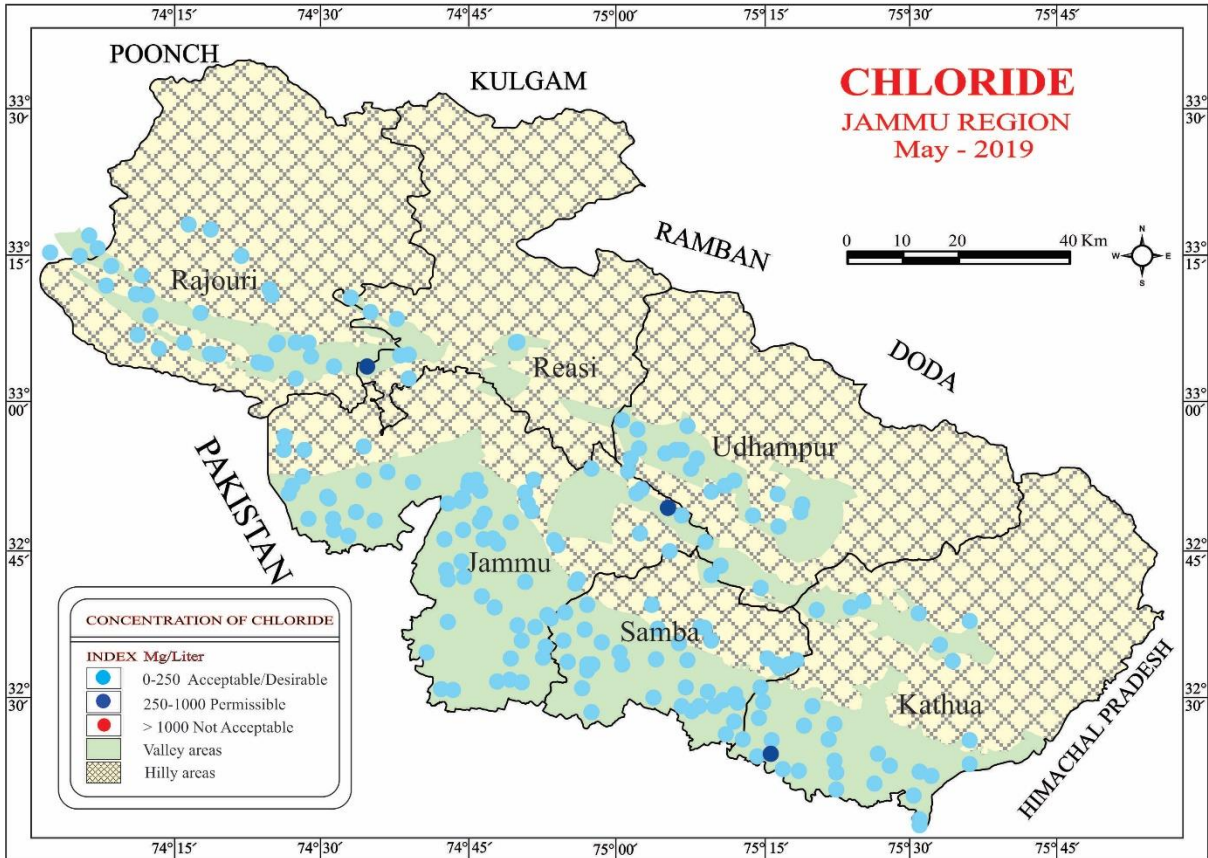 74°15' 74°30' 74°45' 75°00' 75°15' 75°30' 75°45'
POONCH
KULGAM
CHLORIDE
JAMMU REGION
May - 2019
33°
30'
33°
30'
RAMBAN
0 10 20 40 Km
N
W E
S
33°
15'
33°
15'
Rajouri
Reasi
DODA
33°
00'
33°
00'
Udhampur
PAKISTAN
32°
45'
32°
45'
Jammu
Samba
Kathua
HIMACHAL PRADESH
32°
30'
32°
30'
CONCENTRATION OF CHLORIDE
INDEX Mg/Liter
0-250 Acceptable/Desirable
250-1000 Permissible
> 1000 Not Acceptable
Valley areas
Hilly areas
74°15' 74°30' 74°45' 75°00' 75°15' 75°30' 75°45'